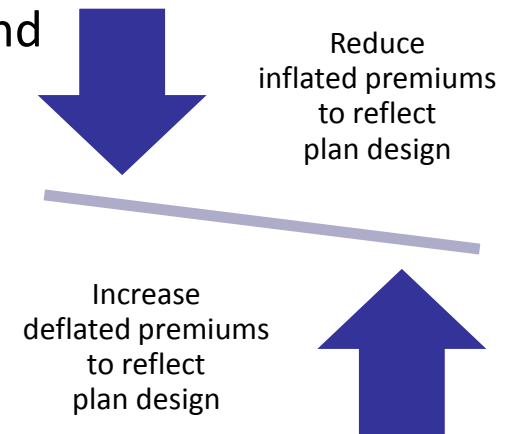 nd
Reduce
inflated premiums
to reflect
plan design
Increase
deflated premiums
to reflect
plan design